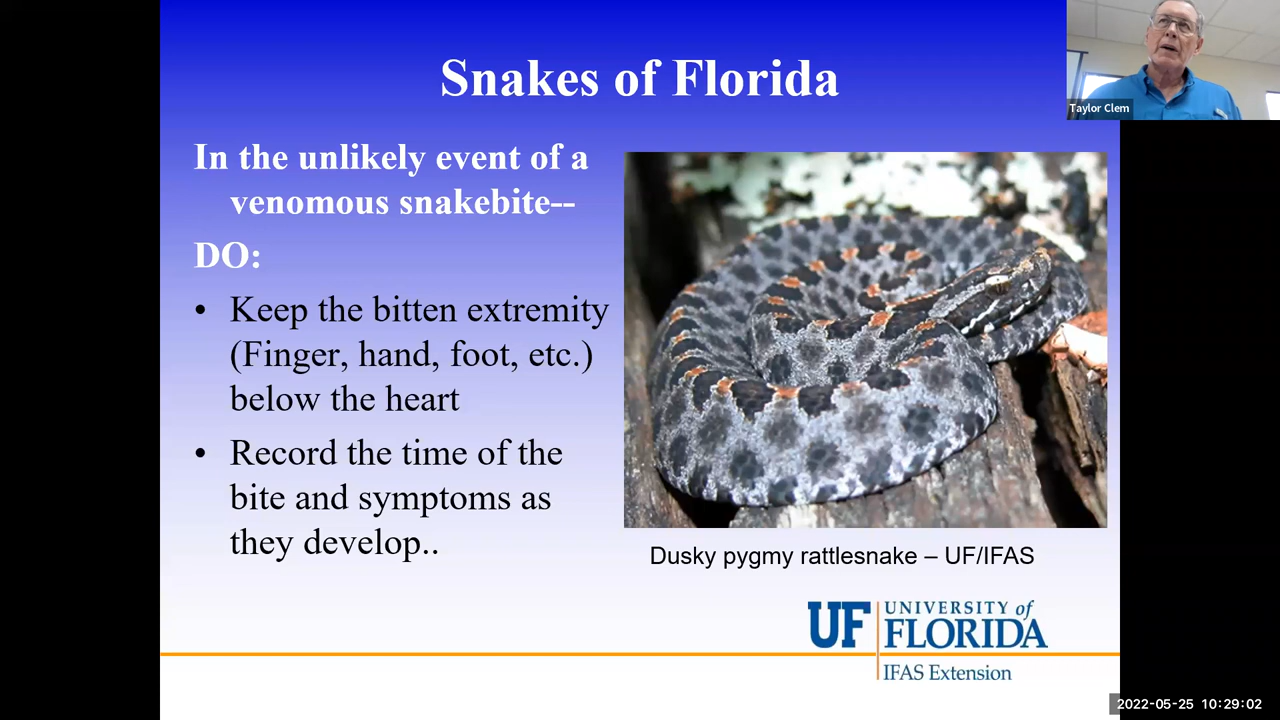 Snakes of Florida
Taylor Clem
In the unlikely event of a
venomous snakebite--
DO:
• Keep the bitten extremity
(Finger, hand, foot, etc.)
below the heart
• Record the time of the
bite and symptoms as
they develop..
Dusky pygmy rattlesnake – UF/IFAS
UF UNIVERSITY of
FLORIDA
IFAS Extension
2022-05-25 10:29:02